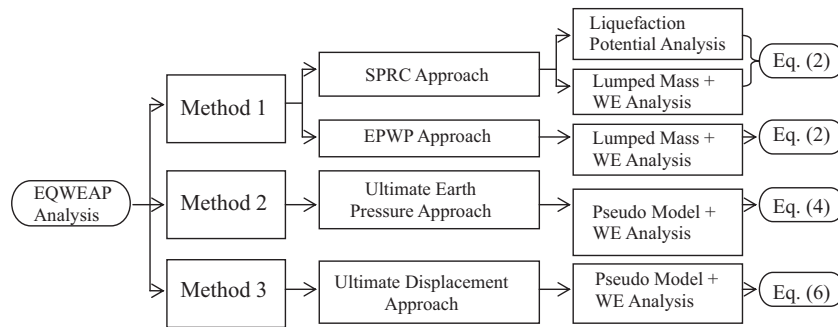 EQWEAP
Analysis
Method 1
SPRC Approach
Liquefaction
Potential Analysis
Lumped Mass +
WE Analysis
Eq. (2)
EPWP Approach
Lumped Mass +
WE Analysis
Eq. (2)
Method 2
Ultimate Earth
Pressure Approach
Pseudo Model +
WE Analysis
Eq. (4)
Method 3
Ultimate Displacement
Approach
Pseudo Model +
WE Analysis
Eq. (6)